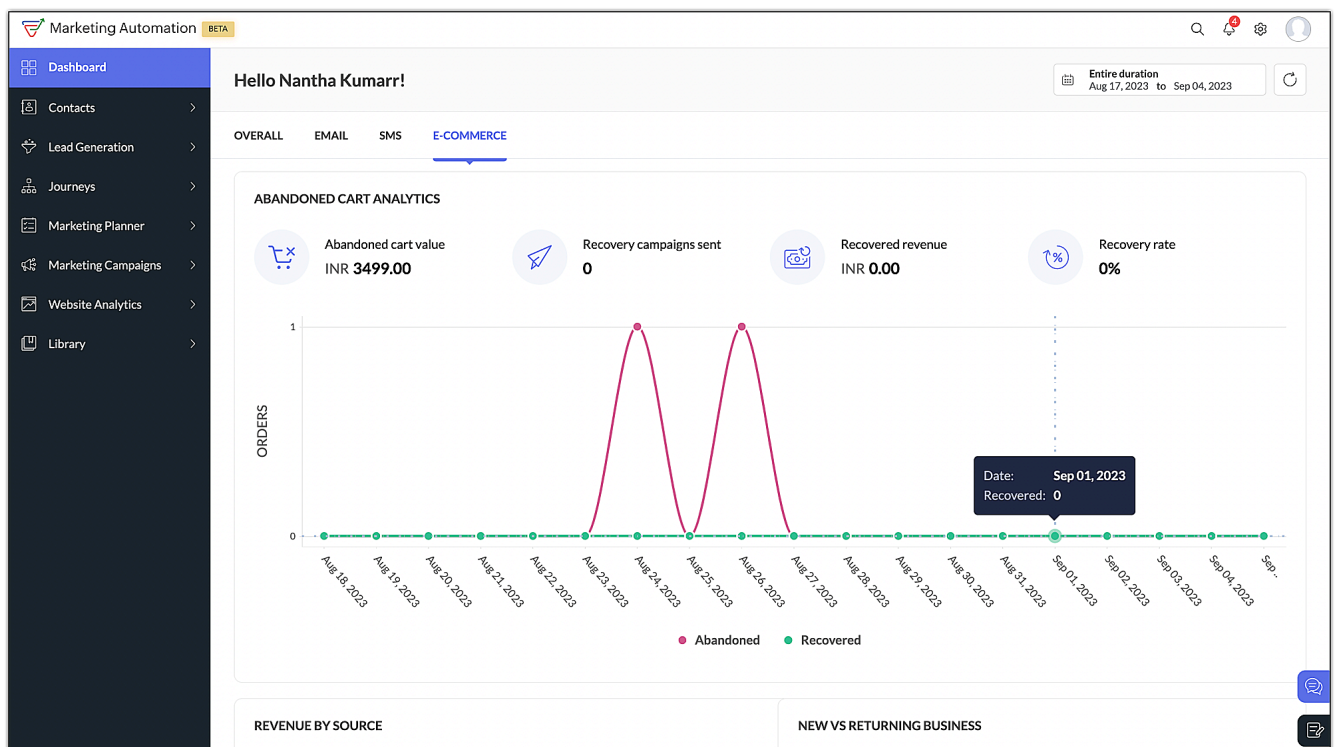 Marketing Automation BETA
4
Dashboard
Contacts
Lead Generation
Journeys
Marketing Planner
Marketing Campaigns
Website Analytics
Library
Hello Nantha Kumarr!
Entire duration
Aug 17, 2023 to Sep 04, 2023
OVERALL EMAIL SMS E-COMMERCE
ABANDONED CART ANALYTICS
Abandoned cart value
INR 3499.00
Recovery campaigns sent
0
Recovered revenue
INR 0.00
%
Recovery rate
0%
1
ORDERS
0
Date: Sep 01, 2023
Recovered: 0
Aug 18, 2023
Aug 19, 2023
Aug 20, 2023
Aug 21, 2023
Aug 22, 2023
Aug 23, 2023
Aug 24, 2023
Aug 25, 2023
Aug 26, 2023
Aug 27, 2023
Aug 28, 2023
Aug 29, 2023
Aug 30, 2023
Aug 31, 2023
Sep 01, 2023
Sep 02, 2023
Sep 03, 2023
Sep 04, 2023
Sep..
Abandoned Recovered
REVENUE BY SOURCE
NEW VS RETURNING BUSINESS